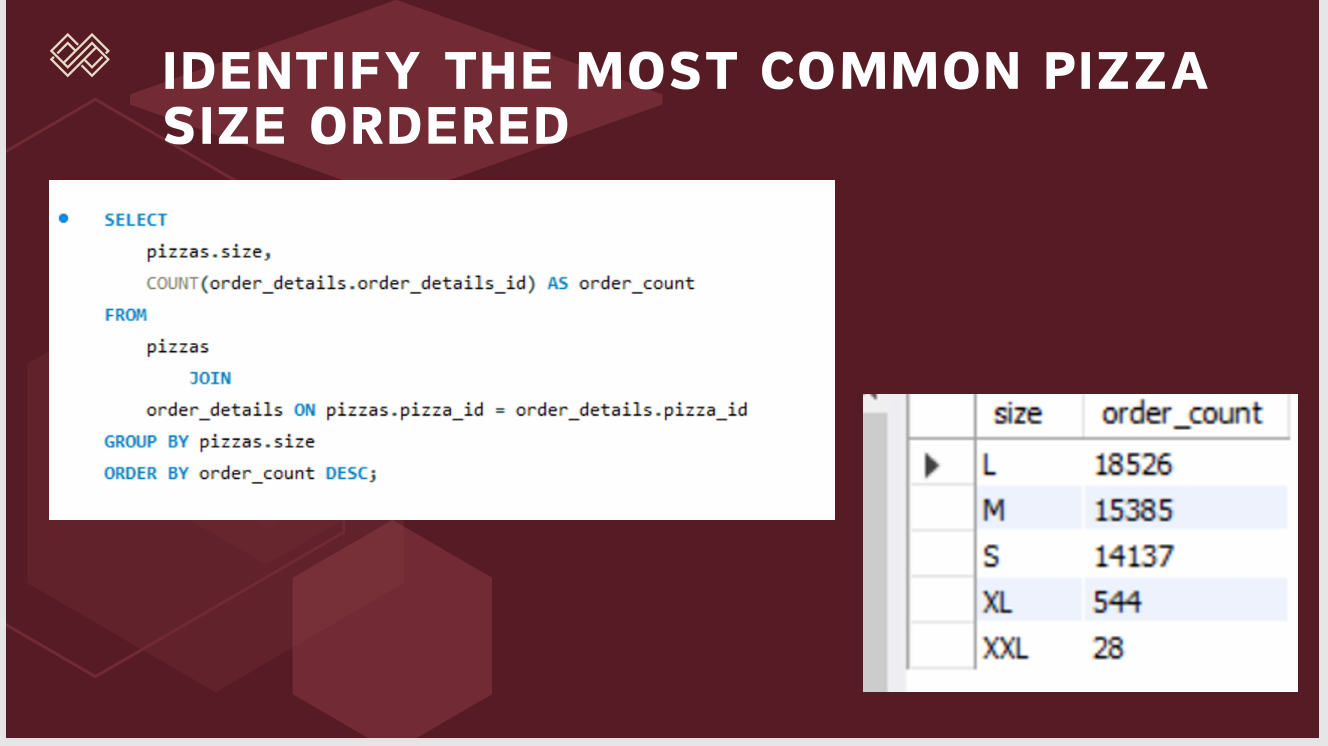 IDENTIFY THE MOST COMMON PIZZA
SIZE ORDERED
SELECT
pizzas.size,
COUNT(order_details.order_details_id) AS order_count
FROM
pizzas
JOIN
order_details ON pizzas.pizza_id = order_details.pizza_id
GROUP BY pizzas.size
ORDER BY order_count DESC;
size order_count
L 18526
M 15385
S 14137
XL 544
XXL 28